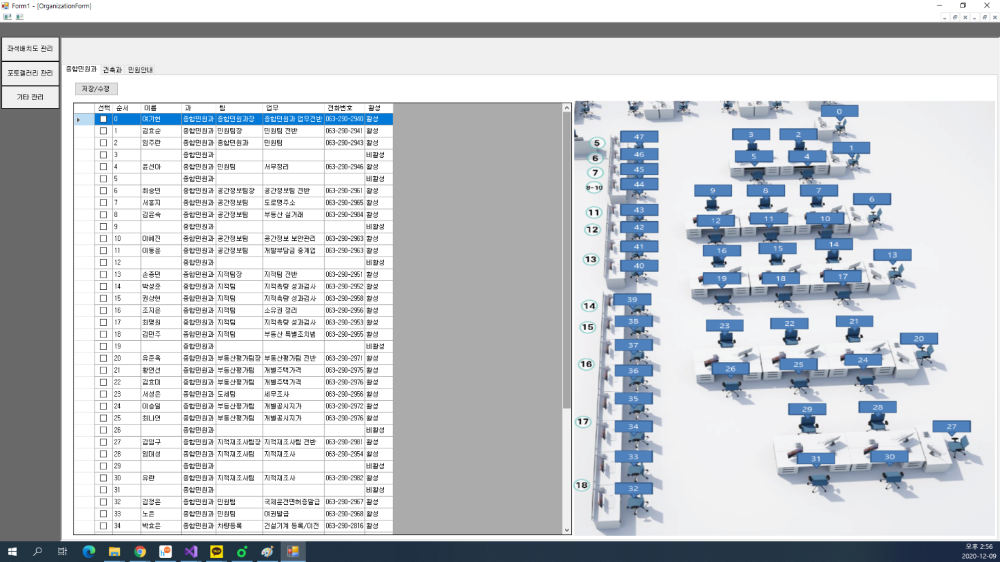 Form1 - [OrganizationForm]
좌석배치도 관리
포토갤러리 관리
기타 관리
종합민원과 건축과 민원안내
저장/수정
선택 순서 이름 과 팀 업무 전화번호 활성
0 여기현 종합민원과 종합민원과장 종합민원과 업무전반 063-290-2940 활성
1 김효순 종합민원과 민원팀장 민원팀 전반 063-290-2941 활성
2 임주란 종합민원과 종합민원과 민원팀 063-290-2943 활성
3 종합민원과 비활성
4 윤선마 종합민원과 민원팀 서무정리 063-290-2946 활성
5 종합민원과 비활성
6 최승민 종합민원과 공간정보팀장 공간정보팀 전반 063-290-2961 활성
7 서홍지 종합민원과 공간정보팀 도로명주소 063-290-2965 활성
8 김윤숙 종합민원과 공간정보팀 부동산 실거래 063-290-2984 활성
9 종합민원과 비활성
10 이혜진 종합민원과 공간정보팀 공간정보 보안관리 063-290-2963 활성
11 이동운 종합민원과 공간정보팀 개발부담금 중계업 063-290-2963 활성
12 종합민원과 비활성
13 손종민 종합민원과 지적팀장 지적팀 전반 063-290-2951 활성
14 박성준 종합민원과 지적팀 지적측량 성과검사 063-290-2952 활성
15 권상현 종합민원과 지적팀 지적측량 성과검사 063-290-2958 활성
16 조지은 종합민원과 지적팀 소유권 정리 063-290-2956 활성
17 최명원 종합민원과 지적팀 지적측량 성과검사 063-290-2953 활성
18 김민주 종합민원과 지적팀 부동산 특별조치법 063-290-2955 활성
19 종합민원과 비활성
20 유준옥 종합민원과 부동산평가팀장 부동산평가팀 전반 063-290-2971 활성
21 황연선 종합민원과 부동산평가팀 개별주택가격 063-290-2975 활성
22 김효미 종합민원과 부동산평가팀 개별주택가격 063-290-2976 활성
23 서성은 종합민원과 도세팀 세무조사 063-290-2956 활성
24 이승일 종합민원과 부동산평가팀 개별공시지가 063-290-2972 활성
25 최나연 종합민원과 부동산평가팀 개별공시지가 063-290-2976 활성
26 종합민원과 비활성
27 김임구 종합민원과 지적재조사팀장 지적재조사팀 전반 063-290-2981 활성
28 임대성 종합민원과 지적재조사팀 지적재조사 063-290-2954 활성
29 종합민원과 비활성
30 유란 종합민원과 지적재조사팀 지적재조사 063-290-2982 활성
31 종합민원과 비활성
32 김정은 종합민원과 민원팀 국제운전면허증발급 063-290-2967 활성
33 노은 종합민원과 민원팀 여권발급 063-290-2968 활성
34 박효은 종합민원과 차량등록 건설기계 등록/이전 063-290-2816 활성
0
3 2
1
5 4
9 8 7
6
12 11 10
16 15 14
13
19 18 17
23 22 21
20
26 25 24
29 28
27
31 30
5 47
6 46
7 45
8-10 44
11 43
12 42
41
13 40
14 39
15 38
37
16 36
35
17 34
33
18 32
TALK
오후 2:56
2020-12-09